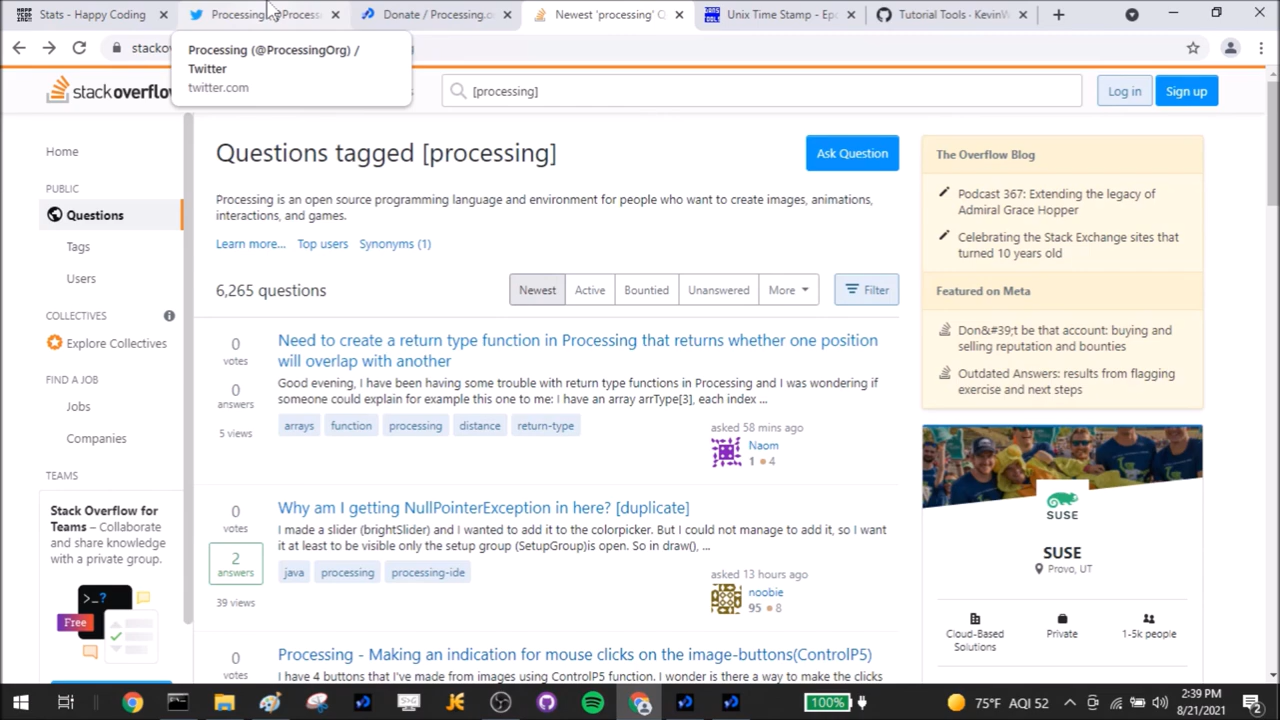 Stats - Happy Coding
Processing
Donate / Processing.o
Newest 'processing' Q
Unix Time Stamp - Epo
Tutorial Tools - KevinW
Processing (@ProcessingOrg) /
Twitter
twitter.com
stacko
stackoverflow
[processing]
Log in
Sign up
Home
PUBLIC
Questions
Tags
Users
COLLECTIVES
Explore Collectives
FIND A JOB
Jobs
Companies
TEAMS
Stack Overflow for
Teams – Collaborate
and share knowledge
with a private group.
>_?
Free
Questions tagged [processing]
Ask Question
Processing is an open source programming language and environment for people who want to create images, animations,
interactions, and games.
Learn more... Top users Synonyms (1)
6,265 questions
Newest Active Bountied Unanswered More Filter
0
votes
0
answers
5 views
Need to create a return type function in Processing that returns whether one position
will overlap with another
Good evening, I have been having some trouble with return type functions in Processing and I was wondering if
someone could explain for example this one to me: I have an array arrType[3], each index ...
arrays function processing distance return-type
asked 58 mins ago
Naom
1 4
0
votes
2
answers
39 views
Why am I getting NullPointerException in here? [duplicate]
I made a slider (brightSlider) and I wanted to add it to the colorpicker. But I could not manage to add it, so I want
it at least to be visible only the setup group (SetupGroup)is open. So in draw(), ...
java processing processing-ide
asked 13 hours ago
noobie
95 8
0
votes
Processing - Making an indication for mouse clicks on the image-buttons(ControlP5)
I have 4 buttons that I made from images using ControlP5 function. I wonder is there a way to make the clicks
The Overflow Blog
Podcast 367: Extending the legacy of
Admiral Grace Hopper
Celebrating the Stack Exchange sites that
turned 10 years old
Featured on Meta
Don&#39;t be that account: buying and
selling reputation and bounties
Outdated Answers: results from flagging
exercise and next steps
SUSE
SUSE
Provo, UT
Cloud-Based
Solutions
Private
1-5k people
100%
75°F AQI 52
2:39 PM
8/21/2021
2